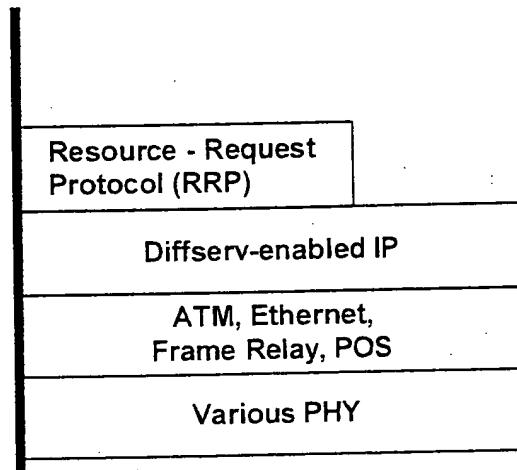 Resource - Request
Protocol (RRP)
Diffserv-enabled IP
ATM, Ethernet,
Frame Relay, POS
Various PHY